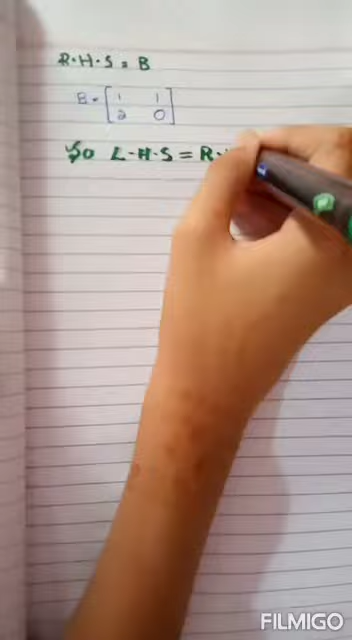 R.H.S = B
B = [ 1 1
2 0 ]
So L-H-S = R.
FILMIGO